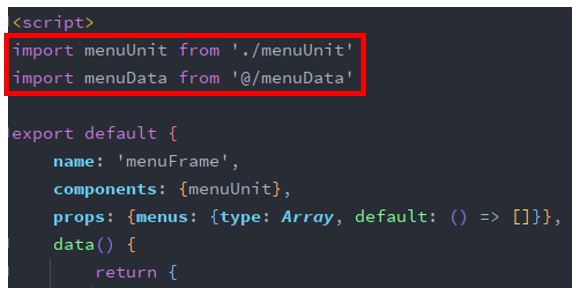 <script>
import menuUnit from './menuUnit'
import menuData from '@/menuData'
export default {
name: 'menuFrame',
components: {menuUnit},
props: {menus: {type: Array, default: () => []}},
data() {
return {